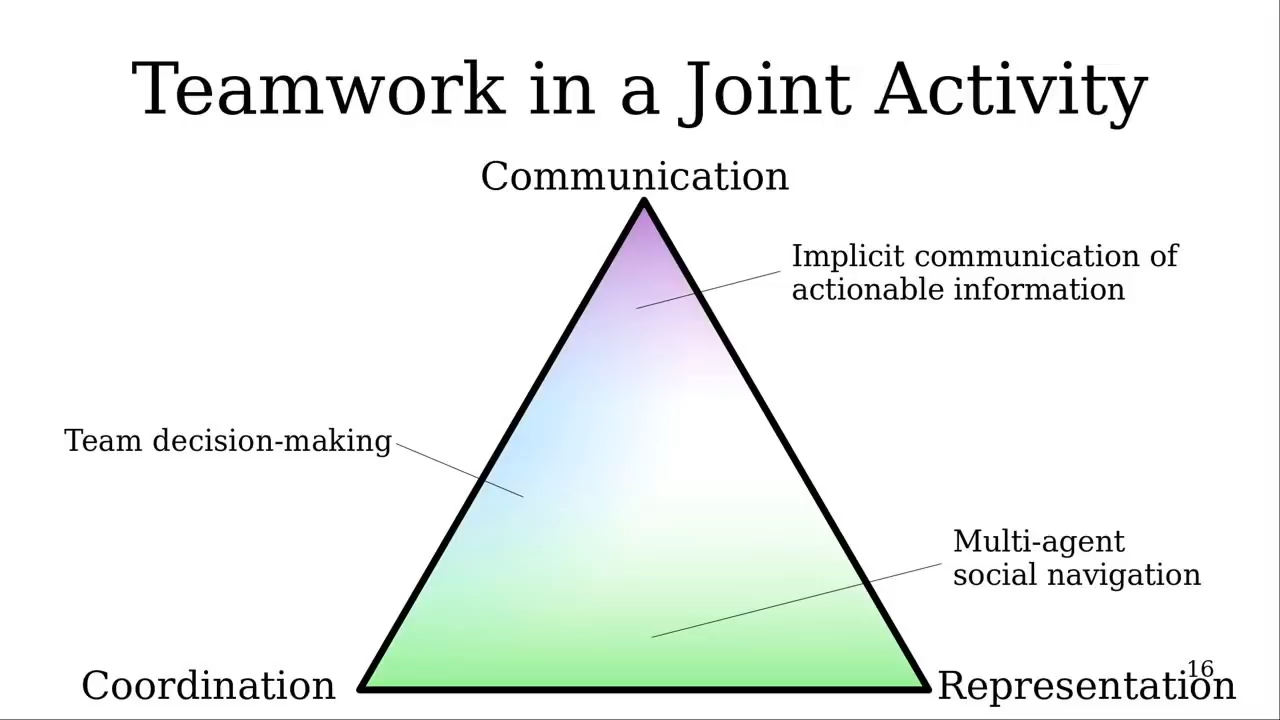 Teamwork in a Joint Activity
Communication
Implicit communication of
actionable information
Team decision-making
Multi-agent
social navigation
Coordination
Representation
16